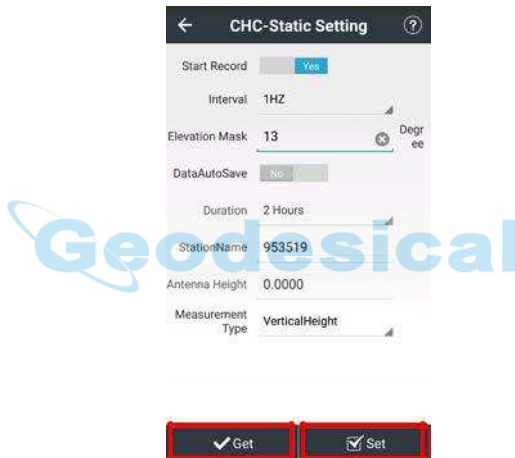 CHC-Static Setting ?
Start Record Yes
Interval 1HZ
Elevation Mask 13 Degr
ee
DataAutoSave No
Duration 2 Hours
Geodesical
StationName 953519
Antenna Height 0.0000
Measurement
Type VerticalHeight
Get Set